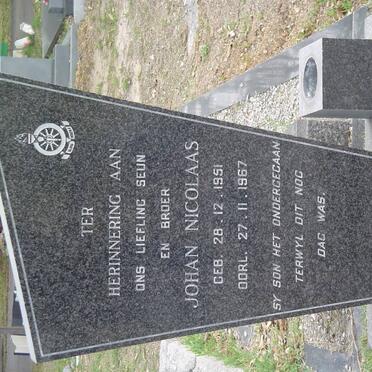 TER
HERINNERING AAN
ONS LIEFLING SEUN
EN BROER
JOHAN NICOLAAS
GEB. 28. 12. 1951
OORL. 27. 11. 1967.
SY SON HET ONDERGEGAAN
TERWYL DIT NOG
DAG WAS.